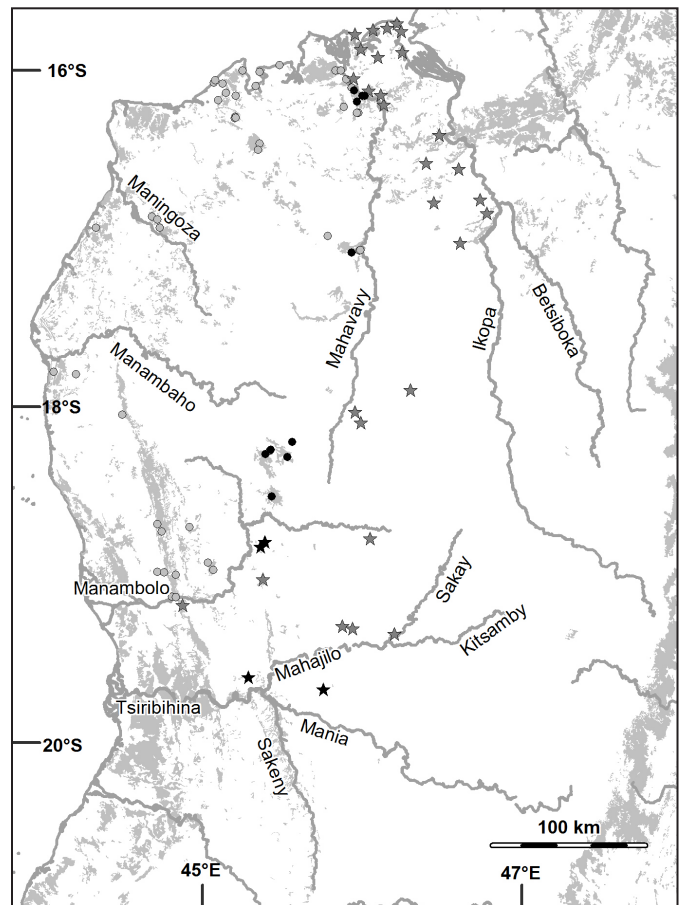 16°S
Maningoza
Mahavavy
Ikopa
Betsiboka
Manambaho
18°S
Manambolo
Sakay
Kitsamby
Mahajilo
Tsiribihina
Mania
20°S
Sakeny
100 km
45°E
47°E